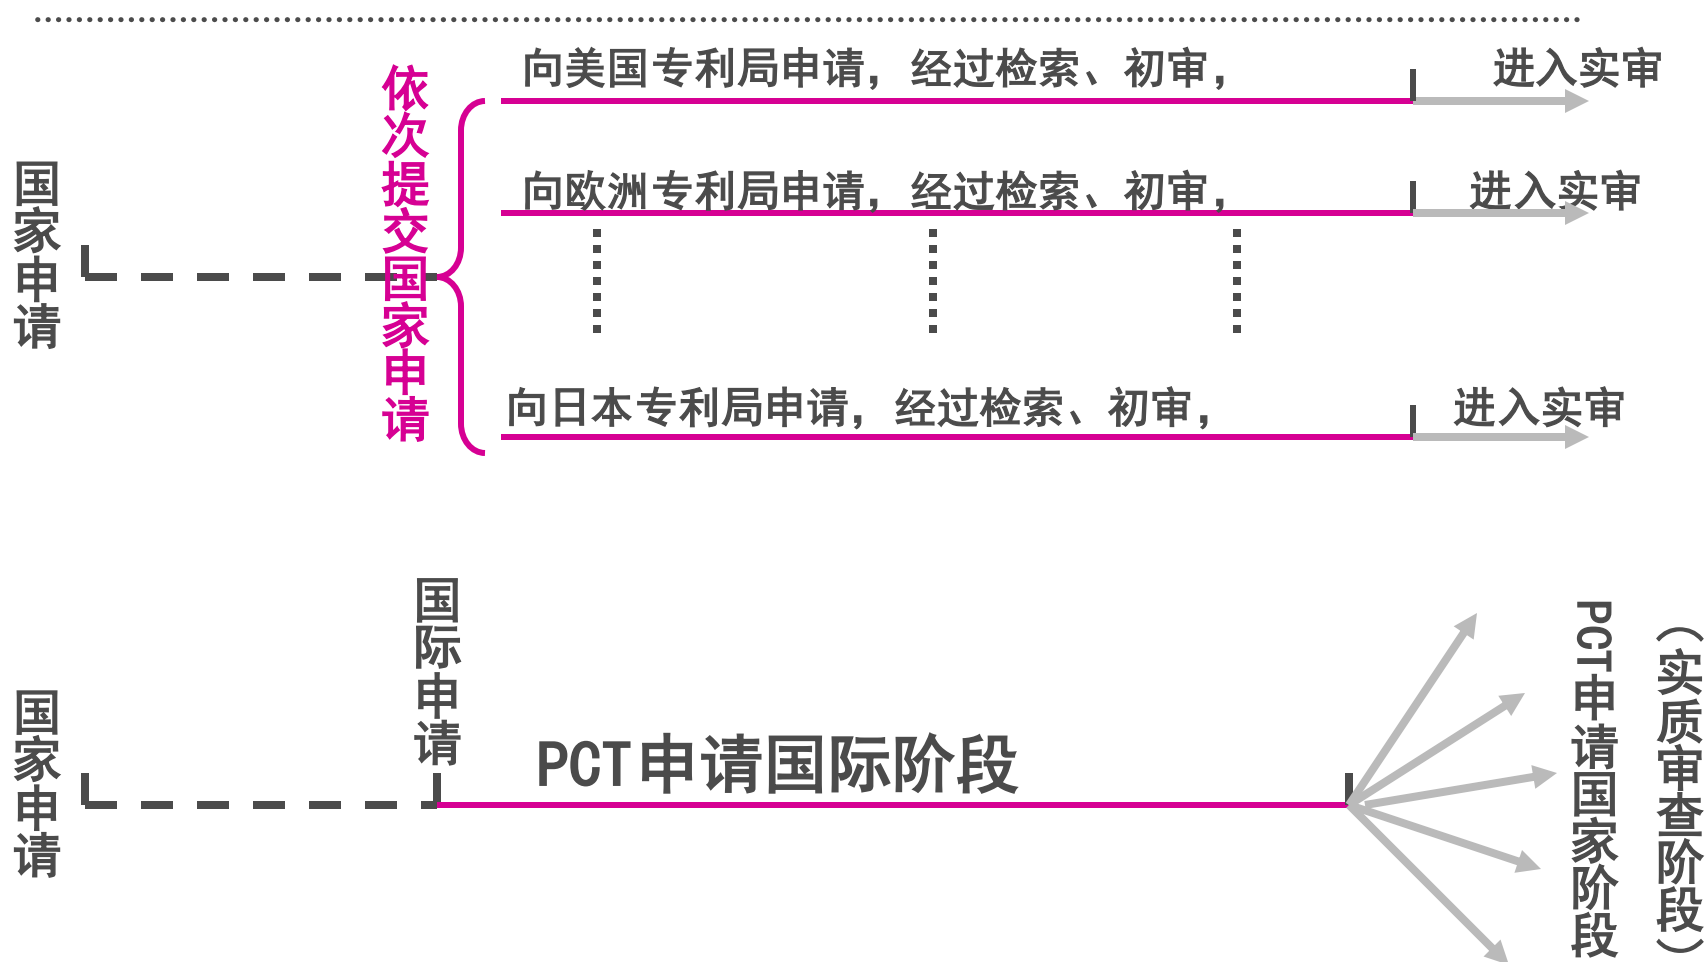 国家申请
依次提交国家申请
向美国专利局申请，经过检索、初审，
进入实审
向欧洲专利局申请，经过检索、初审，
进入实审
向日本专利局申请，经过检索、初审，
进入实审
国家申请
国际申请
PCT申请国际阶段
PCT申请国家阶段
（实质审查阶段）